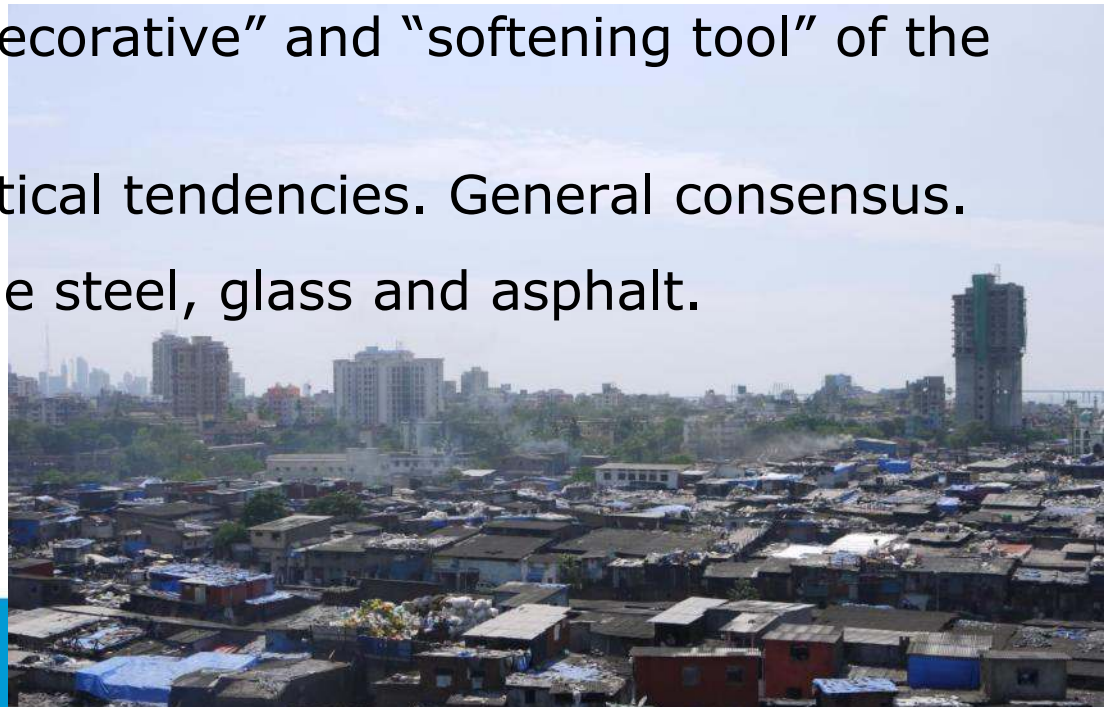 ecorative” and “softening tool” of the
tical tendencies. General consensus.
e steel, glass and asphalt.